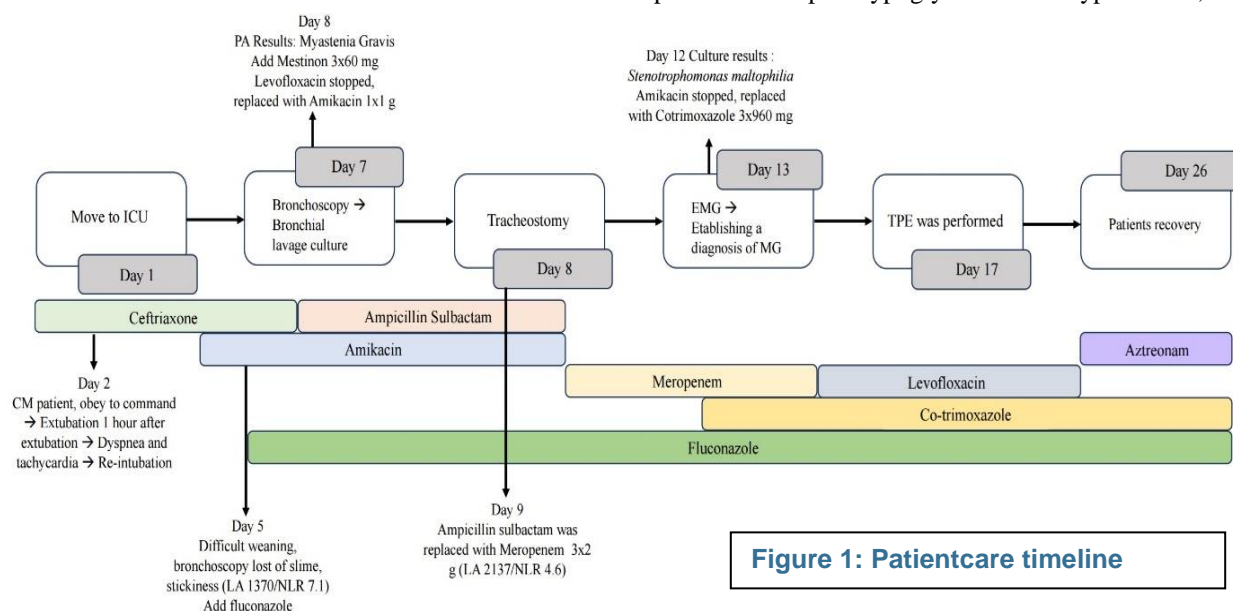 Day 8
PA Results: Myastenia Gravis
Add Mestinon 3x60 mg
Levofloxacin stopped,
replaced with Amikacin 1x1 g
Day 12 Culture results :
Stenotrophomonas maltophilia
Amikacin stopped, replaced
with Cotrimoxazole 3x960 mg
Move to ICU
Day 1
Day 7
Bronchoscopy →
Bronchial
lavage culture
Tracheostomy
Day 8
Day 13
EMG →
Etablishing a
diagnosis of MG
TPE was performed
Day 17
Day 26
Patients recovery
Ceftriaxone
Ampicillin Sulbactam
Amikacin
Aztreonam
Meropenem
Levofloxacin
Co-trimoxazole
Fluconazole
Day 2
CM patient, obey to command
→ Extubation 1 hour after
extubation → Dyspnea and
tachycardia → Re-intubation
Day 5
Difficult weaning,
bronchoscopy lost of slime,
stickiness (LA 1370/NLR 7.1)
Add fluconazole
Day 9
Ampicillin sulbactam was
replaced with Meropenem 3x2
g (LA 2137/NLR 4.6)
Figure 1: Patientcare timeline